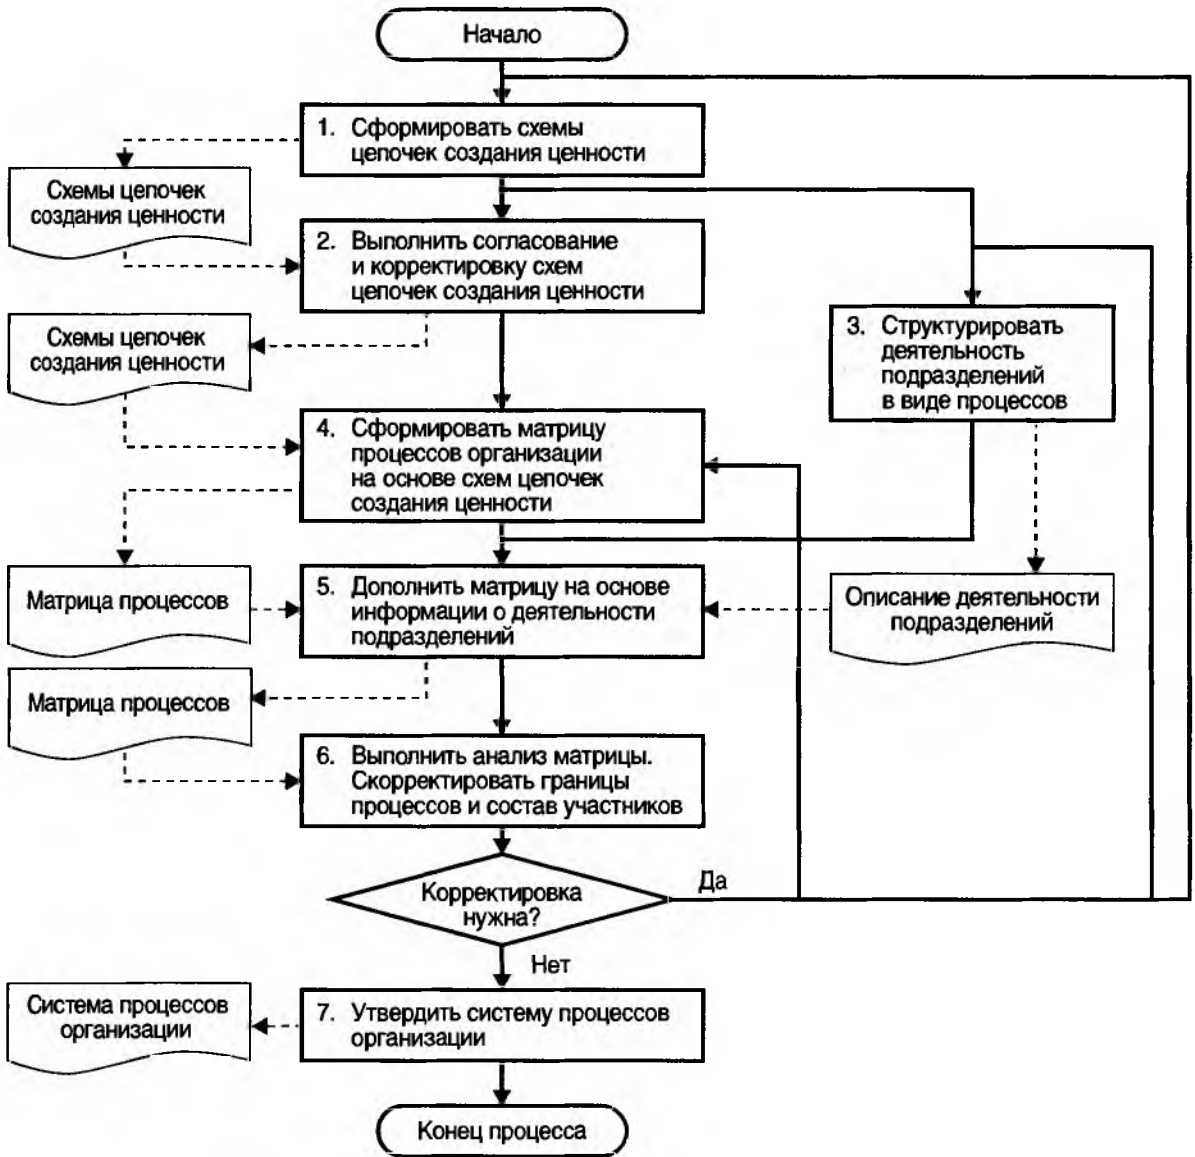 Начало
1. Сформировать схемы
цепочек создания ценности
Схемы цепочек
создания ценности
2. Выполнить согласование
и корректировку схем
цепочек создания ценности
3. Структурировать
деятельность
подразделений
в виде процессов
Схемы цепочек
создания ценности
4. Сформировать матрицу
процессов организации
на основе схем цепочек
создания ценности
Матрица процессов
5. Дополнить матрицу на основе
информации о деятельности
подразделений
Описание деятельности
подразделений
Матрица процессов
6. Выполнить анализ матрицы.
Скорректировать границы
процессов и состав участников
Корректировка
нужна?
Да
Нет
Система процессов
организации
7. Утвердить систему процессов
организации
Конец процесса